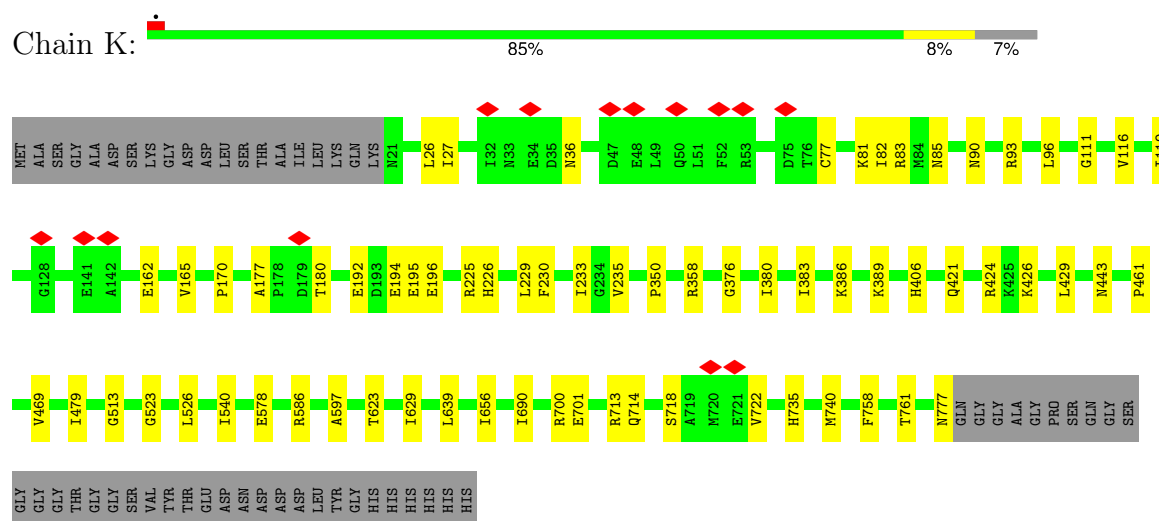 Chain K:
85% 8% 7%
MET ALA SER GLY ALA ASP SER LYS GLY ASP ASP LEU SER THR ALA ILE LEU LYS GLN LYS N21 L26 I27 I32 N33 E34 D35 N36 D47 E48 L49 Q50 L51 F52 R53 D75 T76 G77 K81 I82 R83 M84 N85 N90 R93 L96 G111 V116
G128 E141 A142 E162 V165 P170 A177 P178 D179 T180 E192 D193 E194 E195 E196 R225 H226 L229 F230 I233 G234 V235 P350 R358 G376 I380 I383 K386 K389 H406 Q421 R424 K425 K426 L429 N443 P461
V469 I479 G513 G523 L526 I540 E578 R586 A597 T623 I629 L639 I656 I690 R700 E701 R713 Q714 S718 A719 M720 E721 V722 H735 M740 F758 T761 N777 GLN GLY GLY ALA GLY PRO SER GLN GLY SER
GLY GLY GLY THR GLY GLY SER VAL TYR THR GLU ASP ASN ASP ASP ASP LEU TYR GLY HIS HIS HIS HIS HIS HIS